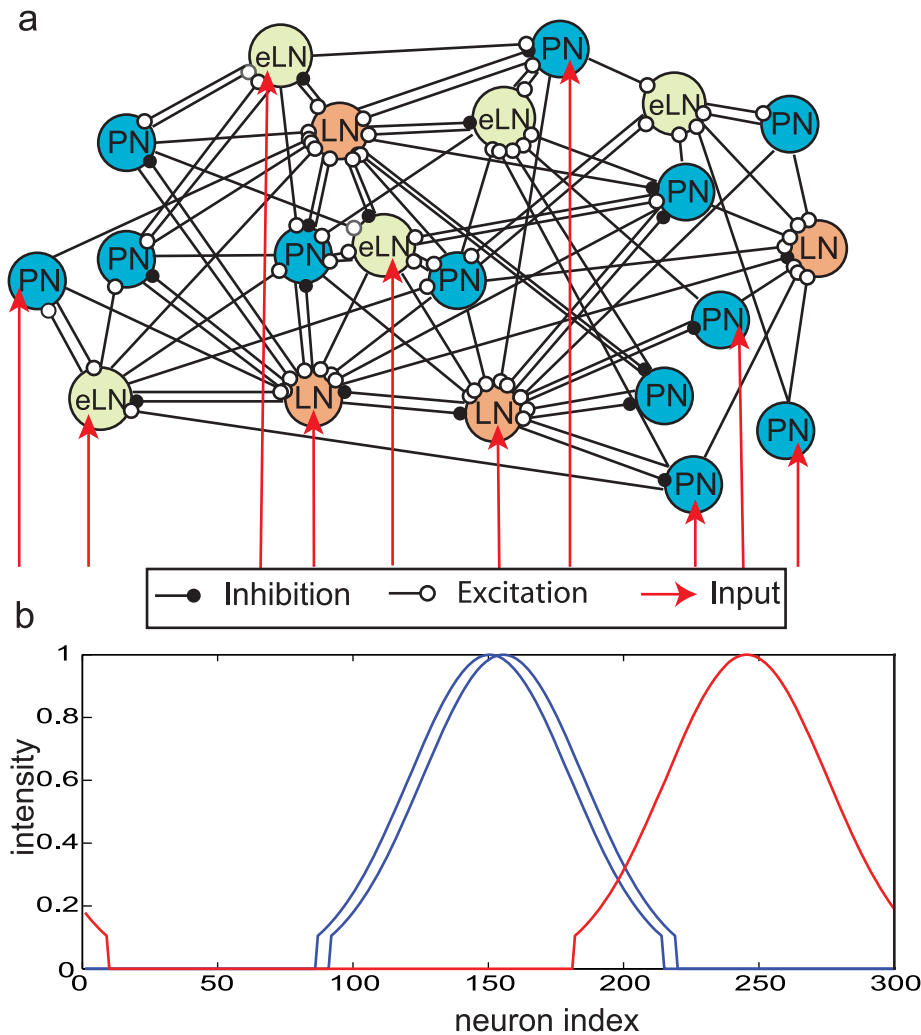 a
eLN
PN
PN
eLN
eLN
PN
LN
PN
PN
PN
PN
eLN
PN
LN
PN
PN
eLN
LN
LN
PN
PN
PN
Inhibition Excitation Input
b
1
0.8
0.6
0.4
0.2
0
intensity
0 50 100 150 200 250 300
neuron index